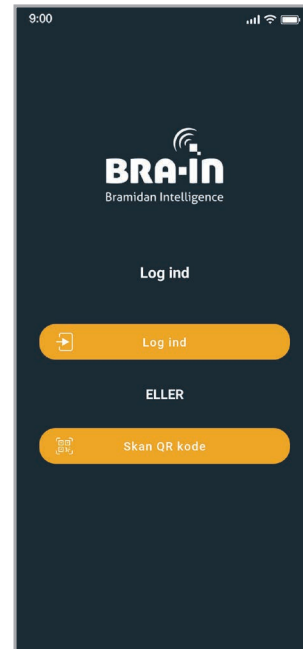 9:00
BRA-IN
Bramidan Intelligence
Log ind
Log ind
ELLER
Skan QR kode